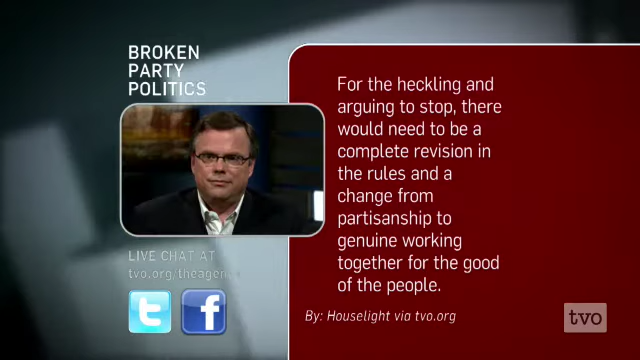 BROKEN
PARTY
POLITICS
LIVE CHAT AT
tvo.org/theagen
For the heckling and
arguing to stop, there
would need to be a
complete revision in
the rules and a
change from
partisanship to
genuine working
together for the good
of the people.
By: Houselight via tvo.org
tvo